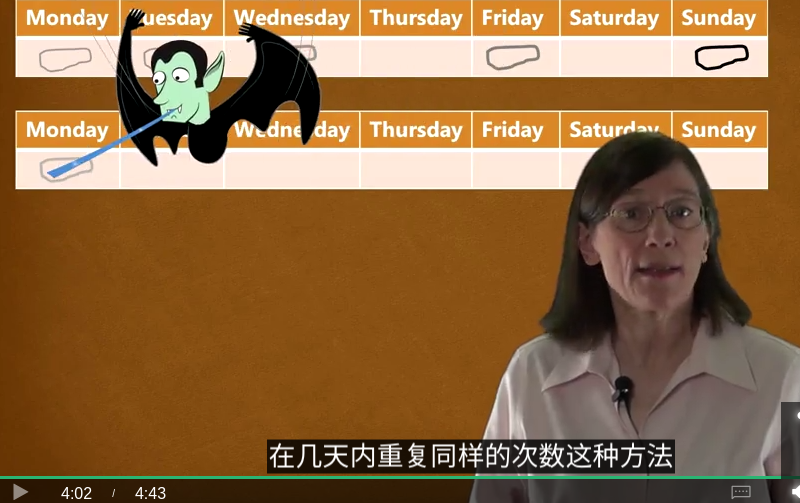 Monday Tuesday Wednesday Thursday Friday Saturday Sunday
Monday Wednesday Thursday Friday Saturday Sunday
在几天内重复同样的次数这种方法
4:02 / 4:43